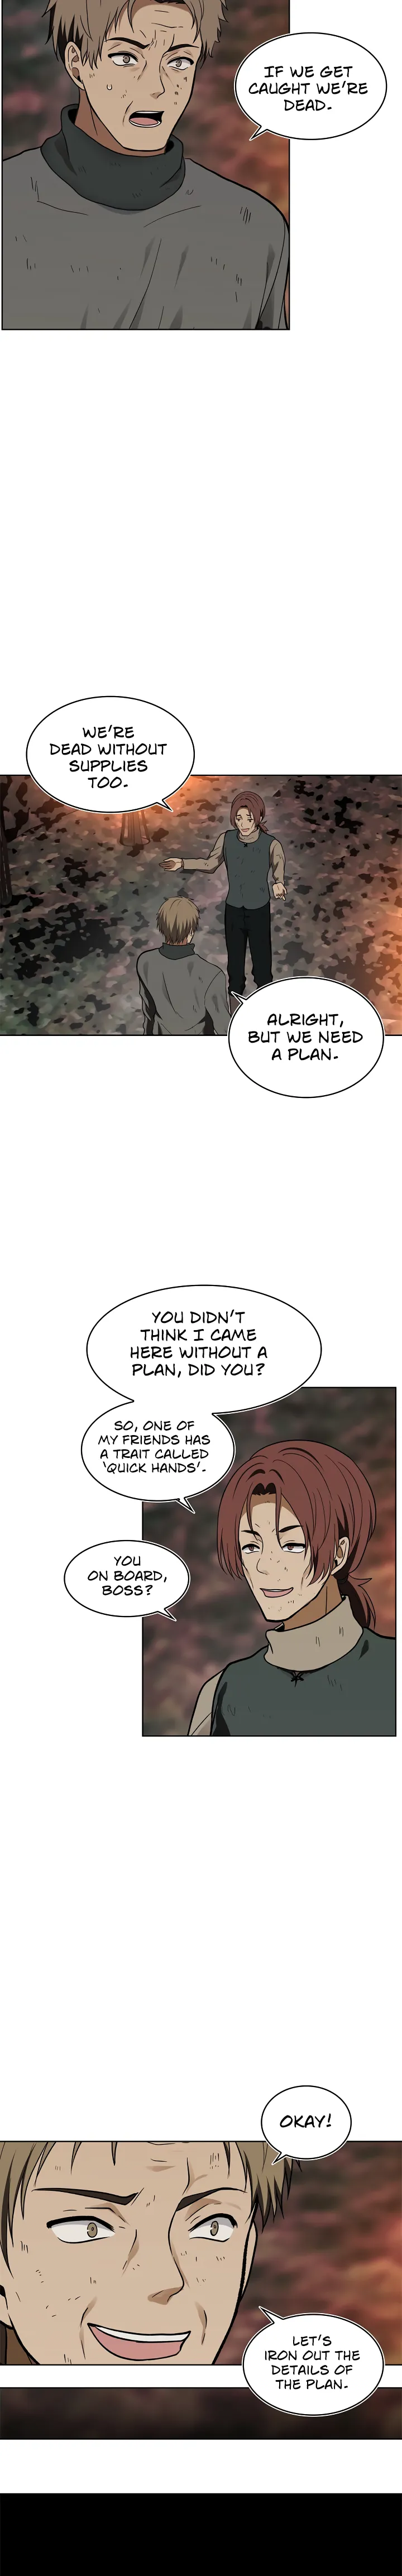 IF WE GET
CAUGHT WE'RE
DEAD.
WE'RE
DEAD WITHOUT
SUPPLIES
TOO.
ALRIGHT,
BUT WE NEED
A PLAN.
YOU DIDN'T
THINK I CAME
HERE WITHOUT A
PLAN, DID YOU?
SO, ONE OF
MY FRIENDS HAS
A TRAIT CALLED
'QUICK HANDS'.
YOU
ON BOARD,
BOSS?
OKAY!
LET'S
IRON OUT THE
DETAILS OF
THE PLAN.